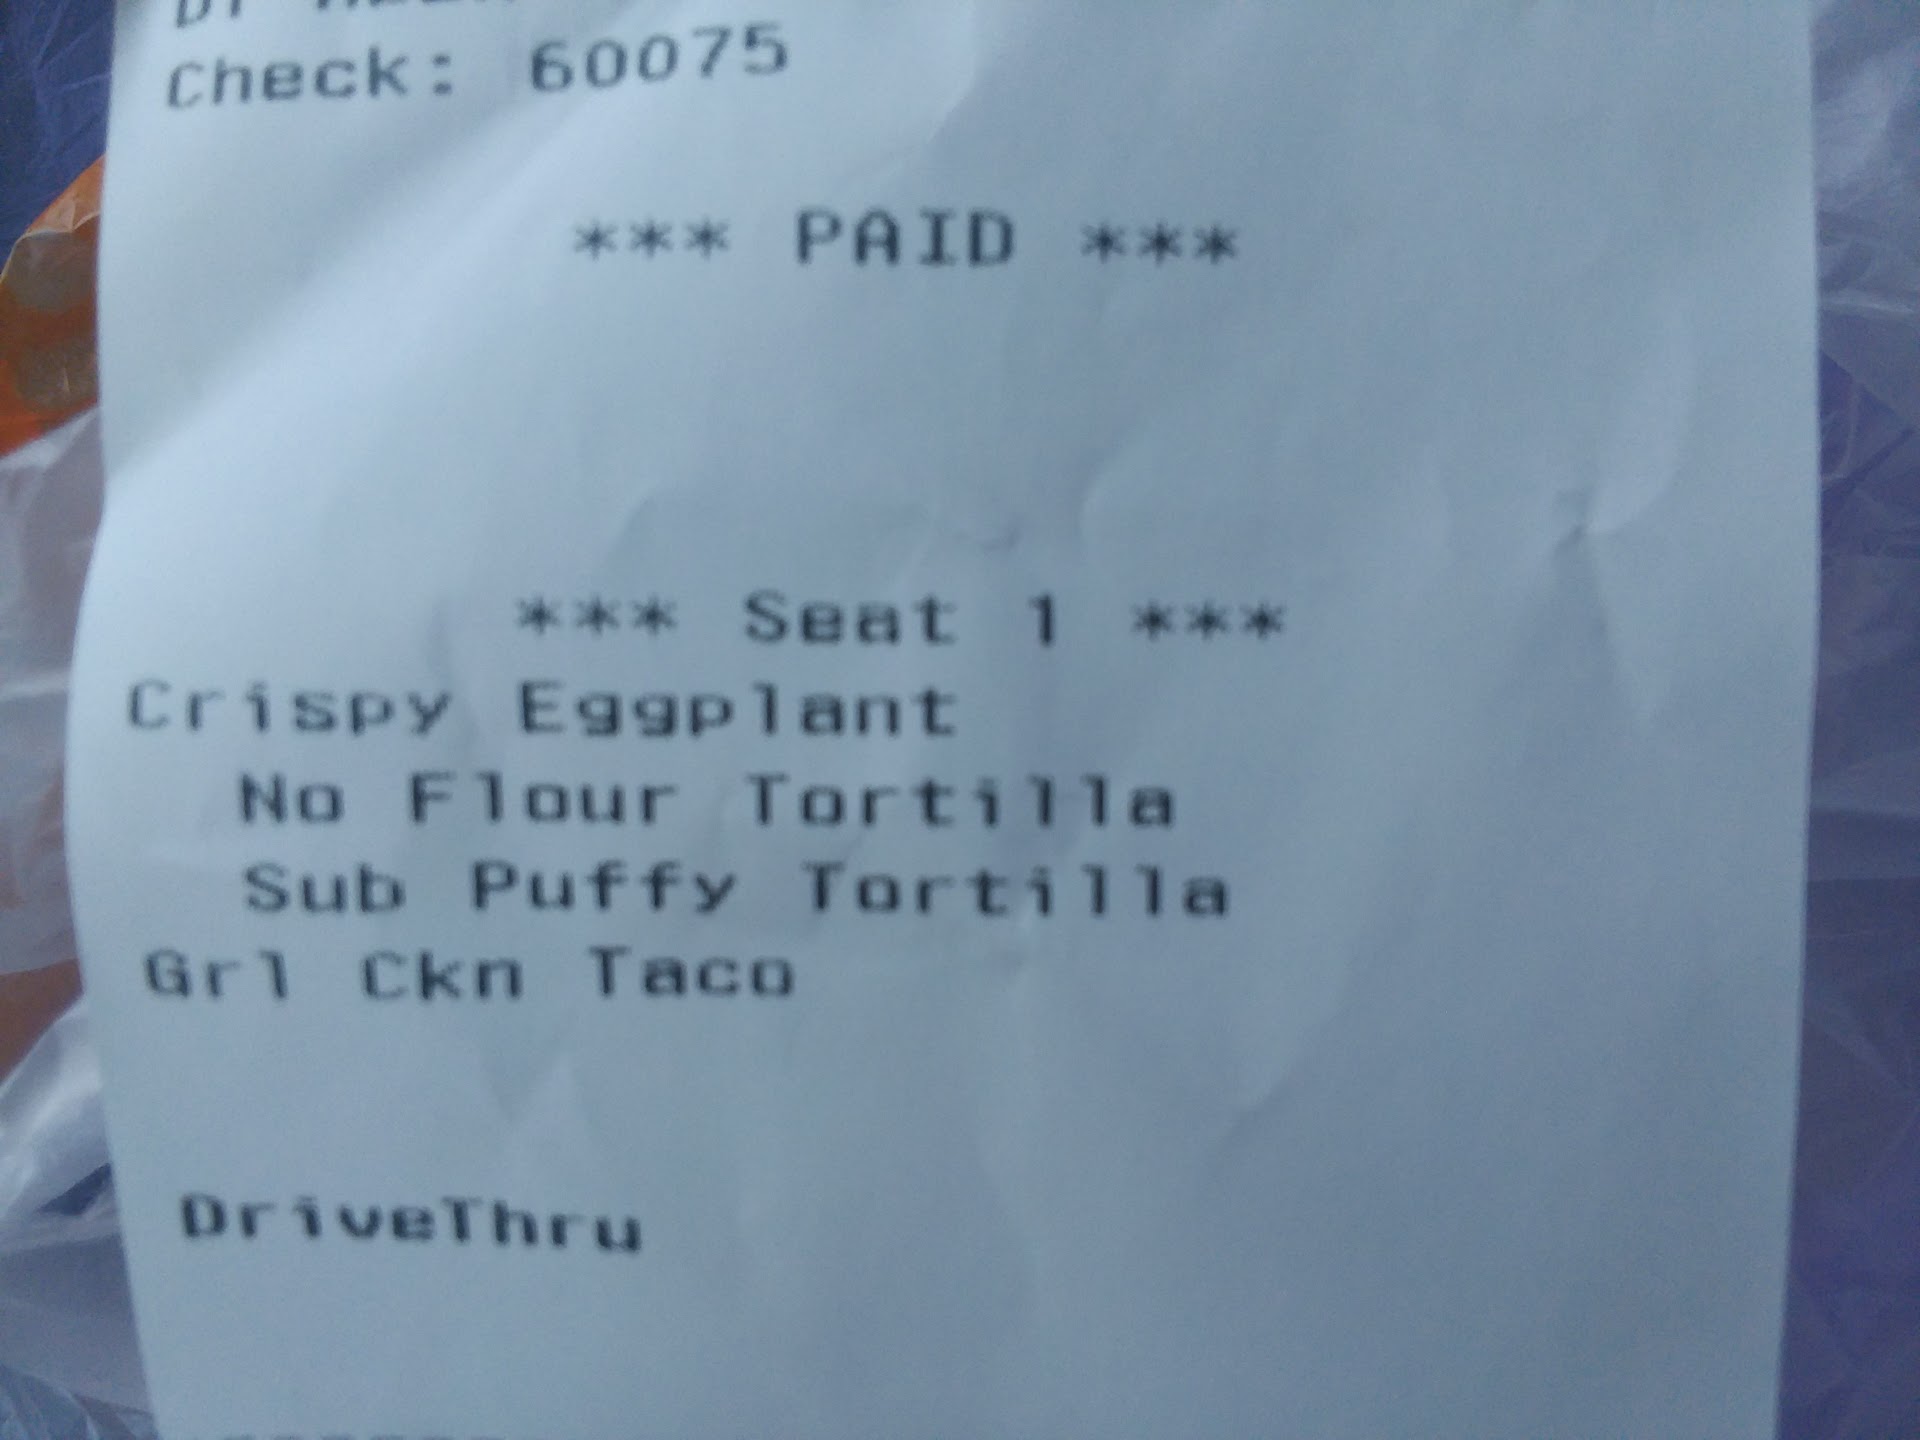 Check: 60075
*** PAID ***
*** Seat 1 ***
Crispy Eggplant
No Flour Tortilla
Sub Puffy Tortilla
Grl Ckn Taco
DriveThru